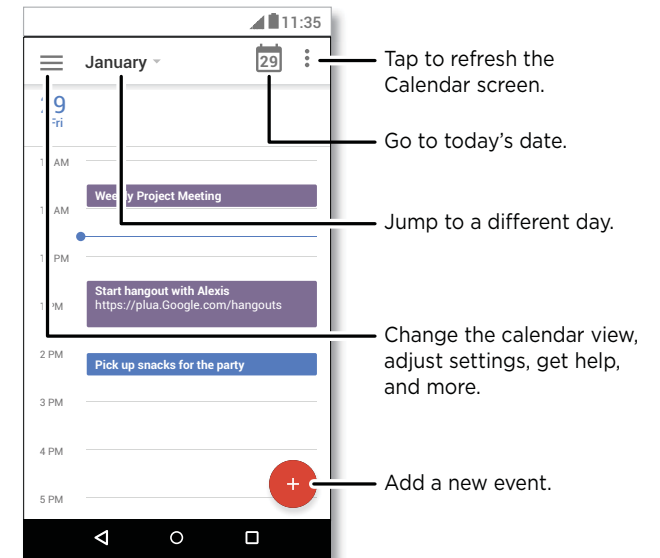 11:35
January
29
Tap to refresh the
Calendar screen.
9
Fri
Go to today's date.
AM
Weekly Project Meeting
AM
Jump to a different day.
PM
Start hangout with Alexis
https://plua.Google.com/hangouts
PM
Change the calendar view,
adjust settings, get help,
and more.
2 PM
Pick up snacks for the party
3 PM
4 PM
Add a new event.
5 PM